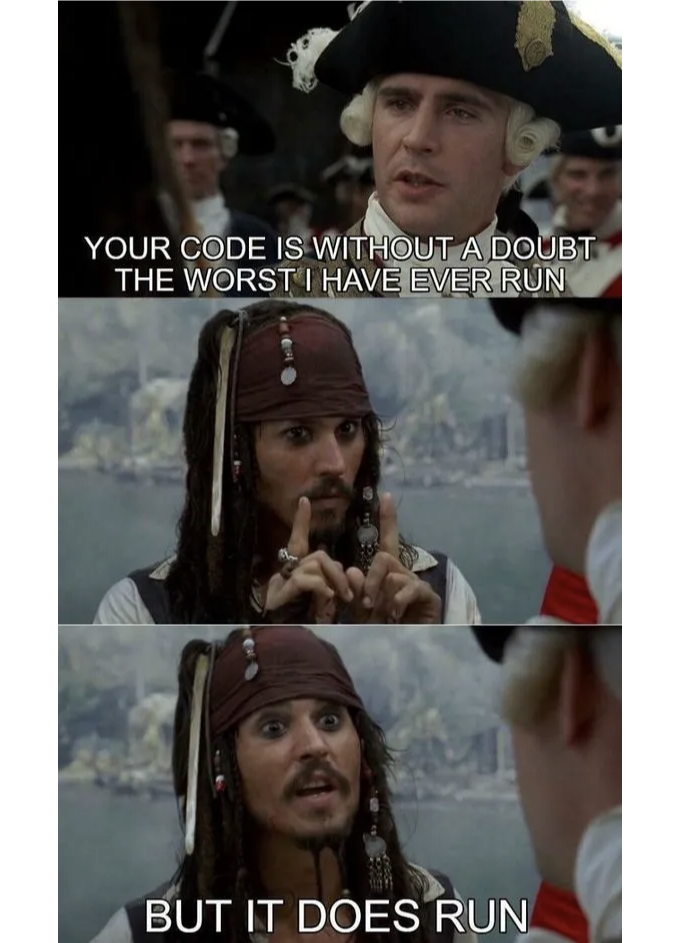 YOUR CODE IS WITHOUT A DOUBT
THE WORST I HAVE EVER RUN
BUT IT DOES RUN